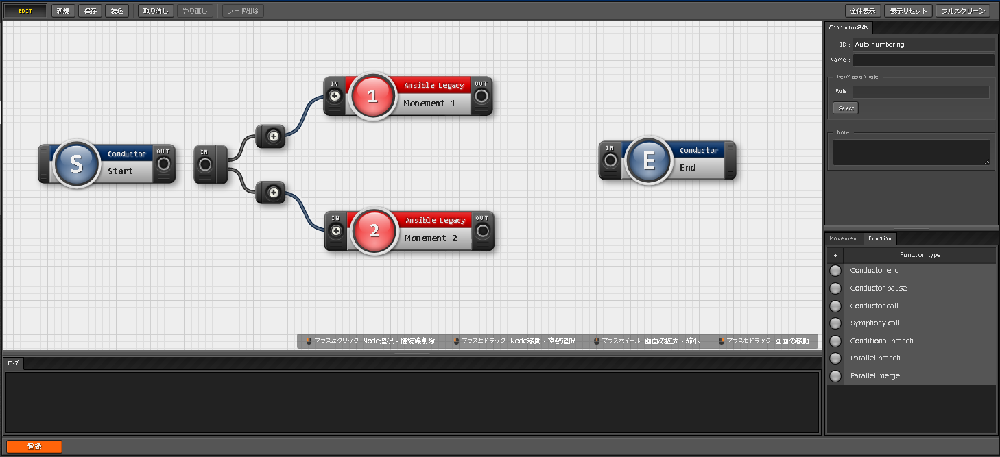 EDIT 新規 保存 読込 取り消し やり直し ノード削除 全体表示 表示リセット フルスクリーン
Conductor名称
ID : Auto numbering
Name :
Permission role
Role :
Select
Note
IN 1 Ansible Legacy OUT
Monement_1
S Conductor OUT
Start
IN
IN E Conductor
End
IN 2 Ansible Legacy OUT
Monement_2
マウス左クリック Node選択・接続線削除 マウス左ドラッグ Node移動・複数選択 マウスホイール 画面の拡大・縮小 マウス右ドラッグ 画面の移動
Movement Function
+ Function type
Conductor end
Conductor pause
Conductor call
Symphony call
Conditional branch
Parallel branch
Parallel merge
ログ
登録